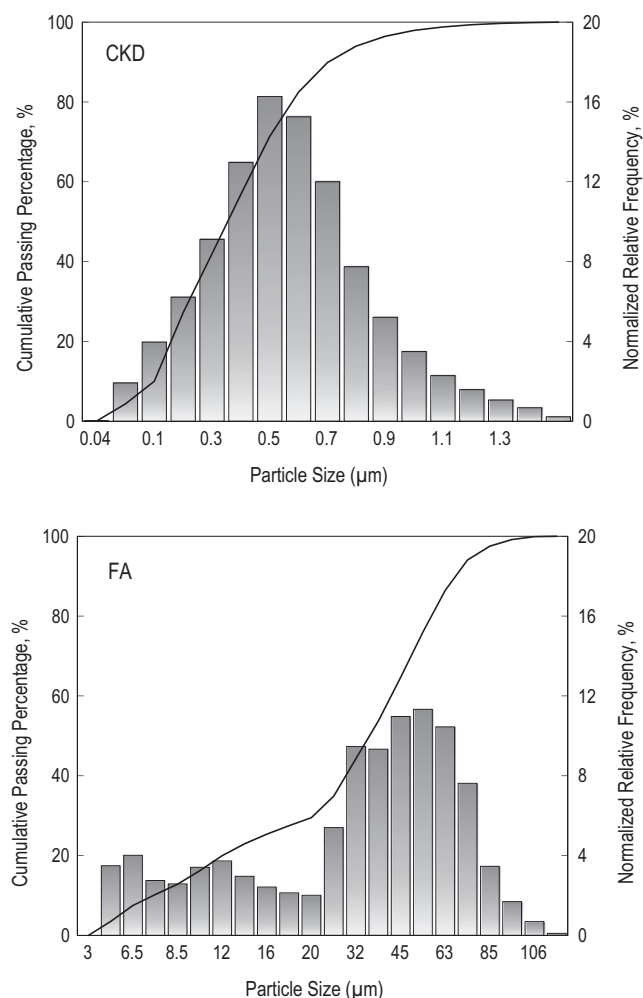 CKD
100
80
60
40
20
0
Cumulative Passing Percentage, %
20
16
12
8
4
0
Normalized Relative Frequency, %
0.04 0.1 0.3 0.5 0.7 0.9 1.1 1.3
Particle Size (µm)
FA
100
80
60
40
20
0
Cumulative Passing Percentage, %
20
16
12
8
4
0
Normalized Relative Frequency, %
3 6.5 8.5 12 16 20 32 45 63 85 106
Particle Size (µm)